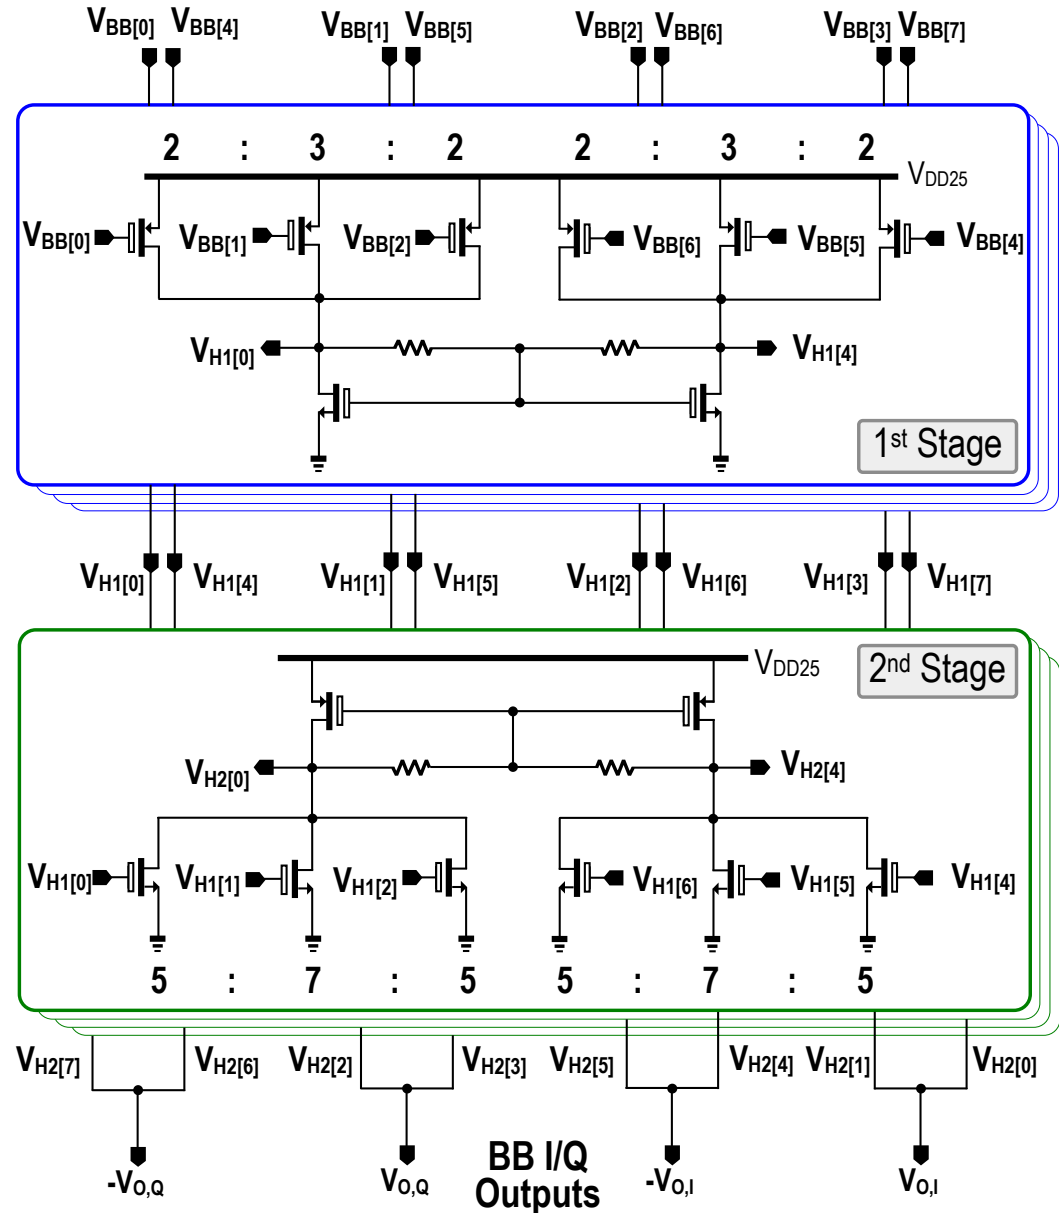 VBB[0] VBB[4] VBB[1] VBB[5] VBB[2] VBB[6] VBB[3] VBB[7]
2 : 3 : 2 2 : 3 : 2
VDD25
VBB[0] VBB[1] VBB[2] VBB[6] VBB[5] VBB[4]
VH1[0] VH1[4]
1st Stage
VH1[0] VH1[4] VH1[1] VH1[5] VH1[2] VH1[6] VH1[3] VH1[7]
VDD25
2nd Stage
VH2[0] VH2[4]
VH1[0] VH1[1] VH1[2] VH1[6] VH1[5] VH1[4]
5 : 7 : 5 5 : 7 : 5
VH2[7] VH2[6] VH2[2] VH2[3] VH2[5] VH2[4] VH2[1] VH2[0]
BB I/Q
Outputs
-VO,Q VO,Q -VO,I VO,I